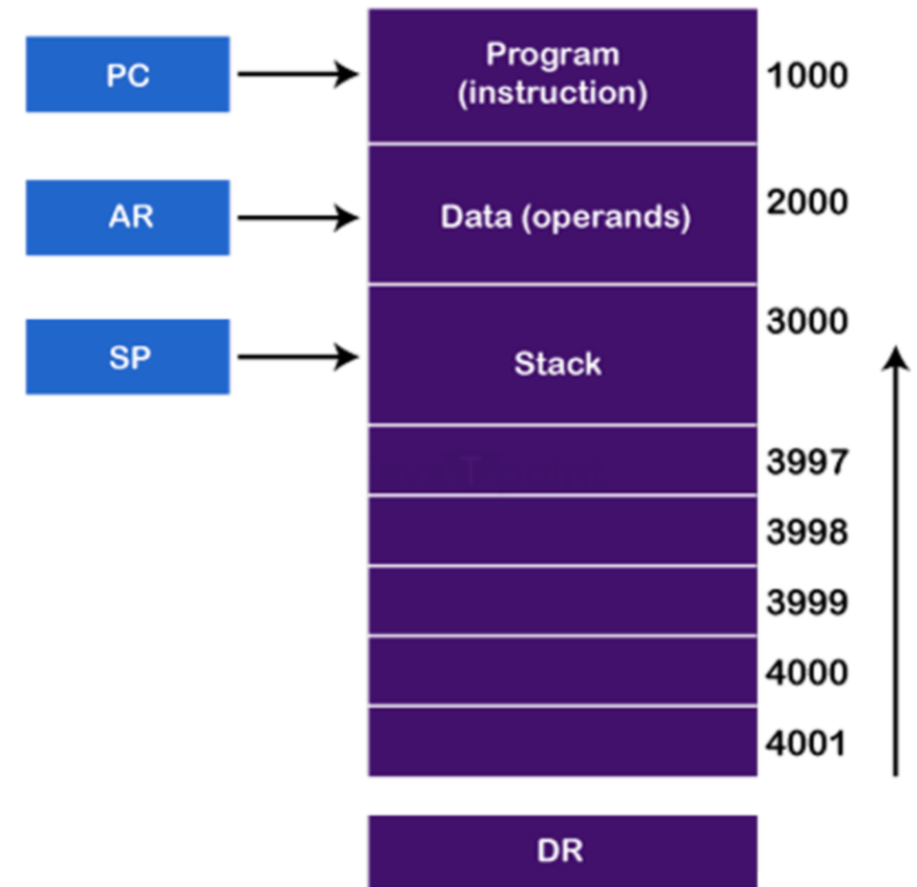 PC
Program
(instruction)
1000
AR
Data (operands)
2000
SP
Stack
3000
3997
3998
3999
4000
4001
DR